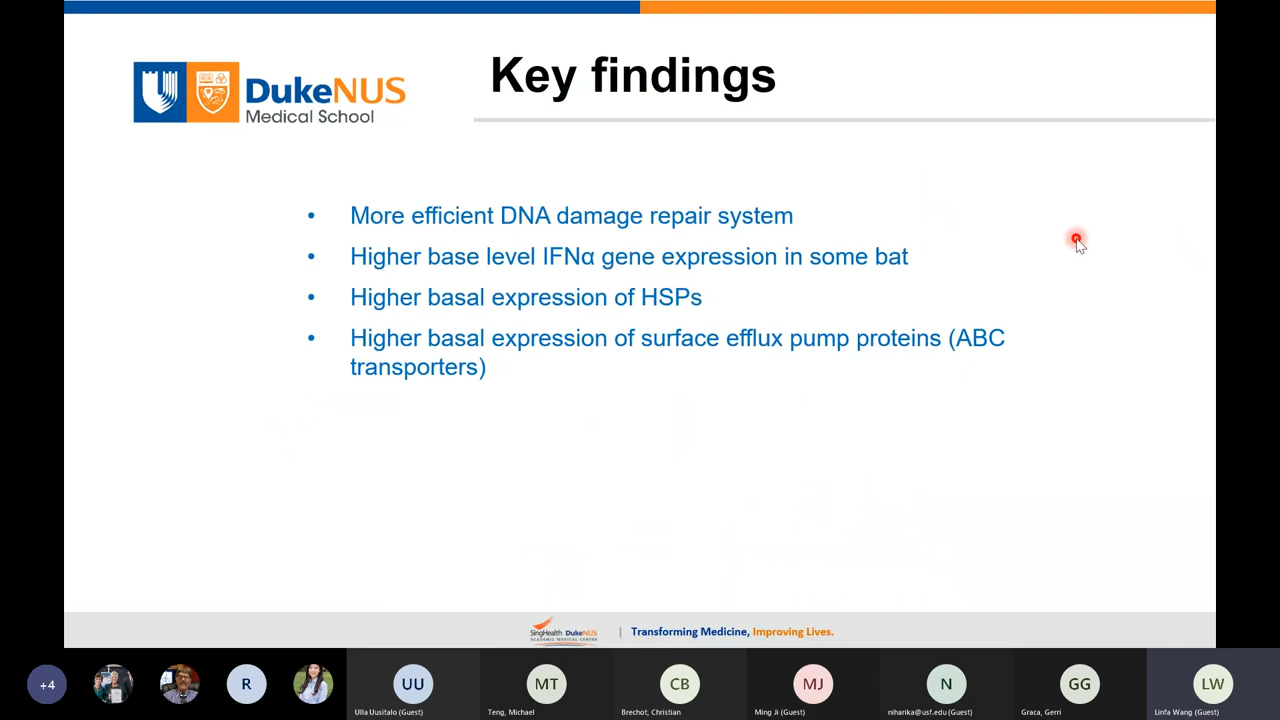 Key findings
DukeNUS
Medical School
• More efficient DNA damage repair system
• Higher base level IFNα gene expression in some bat
• Higher basal expression of HSPs
• Higher basal expression of surface efflux pump proteins (ABC
transporters)
SingHealth DukeNUS
ACADEMIC MEDICAL CENTRE
| Transforming Medicine, Improving Lives.
+4
R
UU
MT
CB
MJ
N
GG
LW
Ulla Uusitalo (Guest)
Teng, Michael
Brechot, Christian
Ming Ji (Guest)
niharika@usf.edu (Guest)
Graca, Gerri
Linfa Wang (Guest)